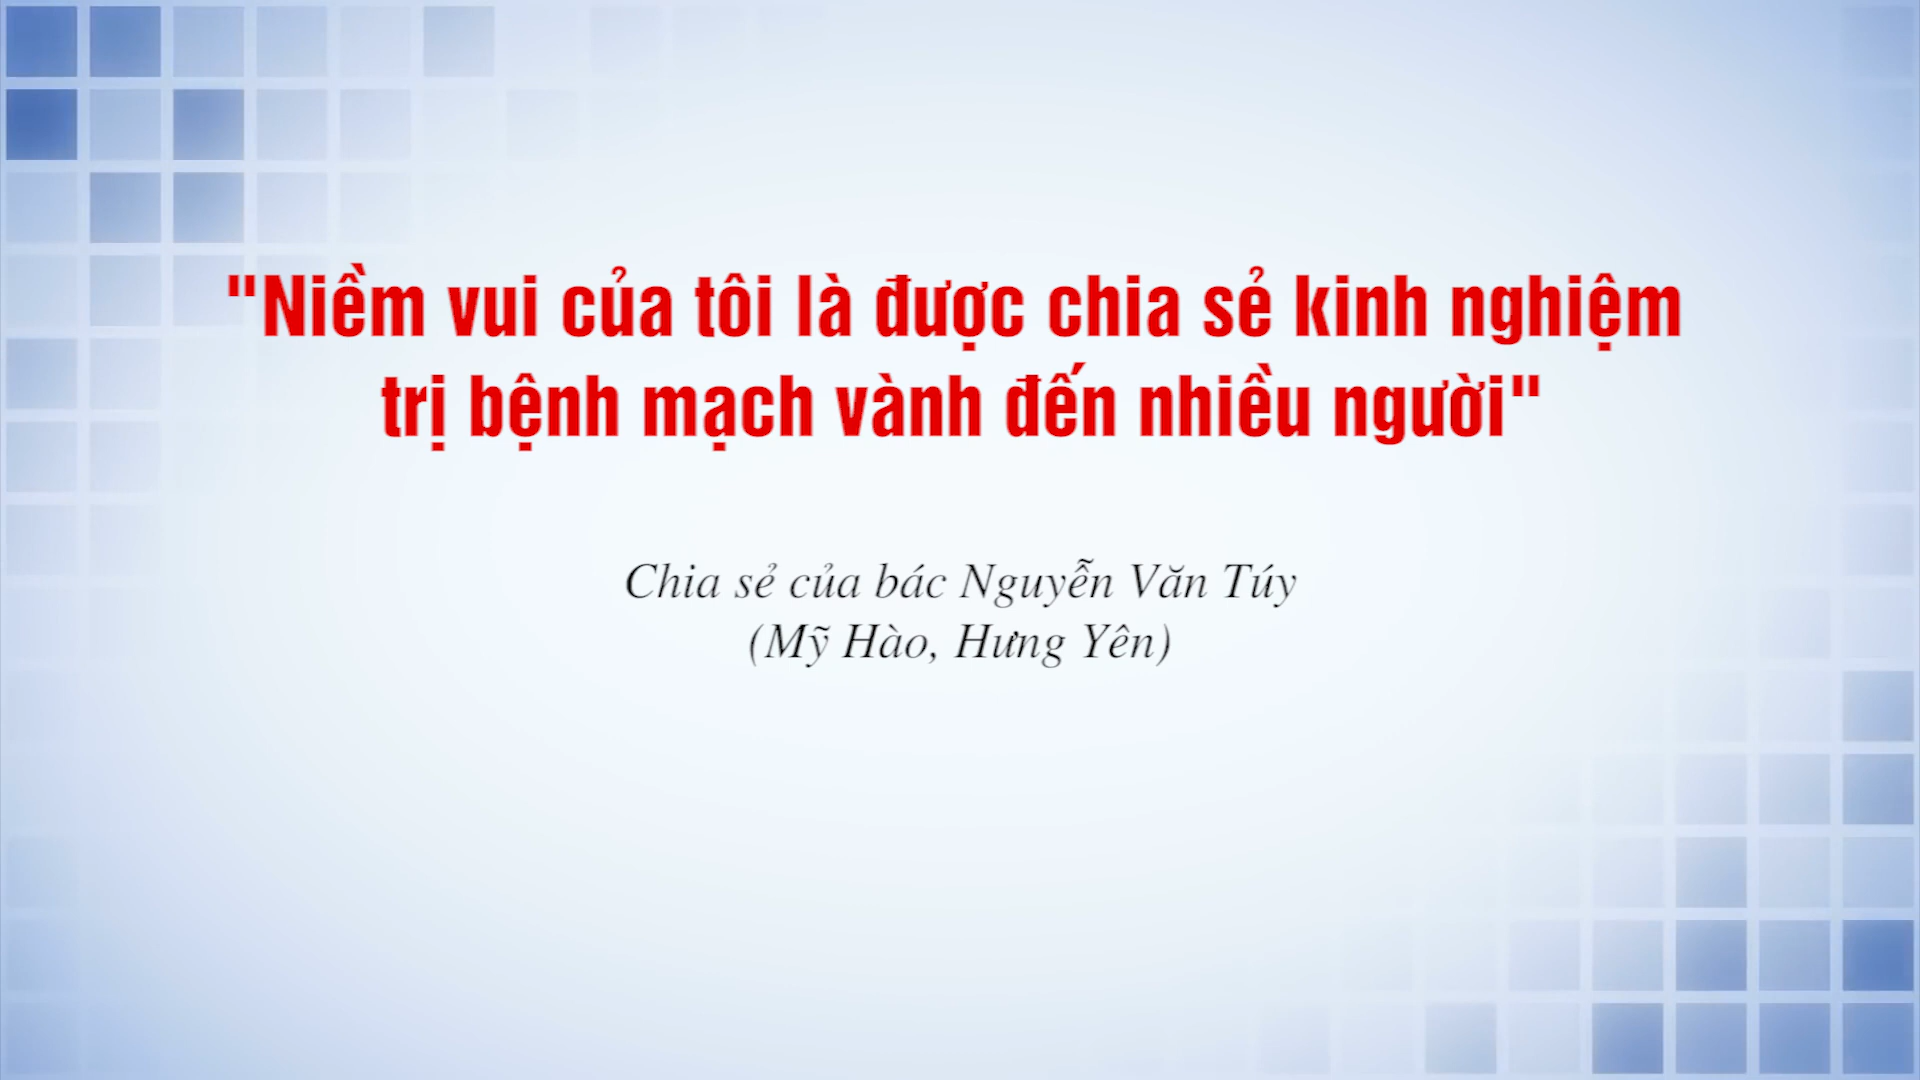 "Niềm vui của tôi là được chia sẻ kinh nghiệm
trị bệnh mạch vành đến nhiều người"
Chia sẻ của bác Nguyễn Văn Túy
(Mỹ Hào, Hưng Yên)